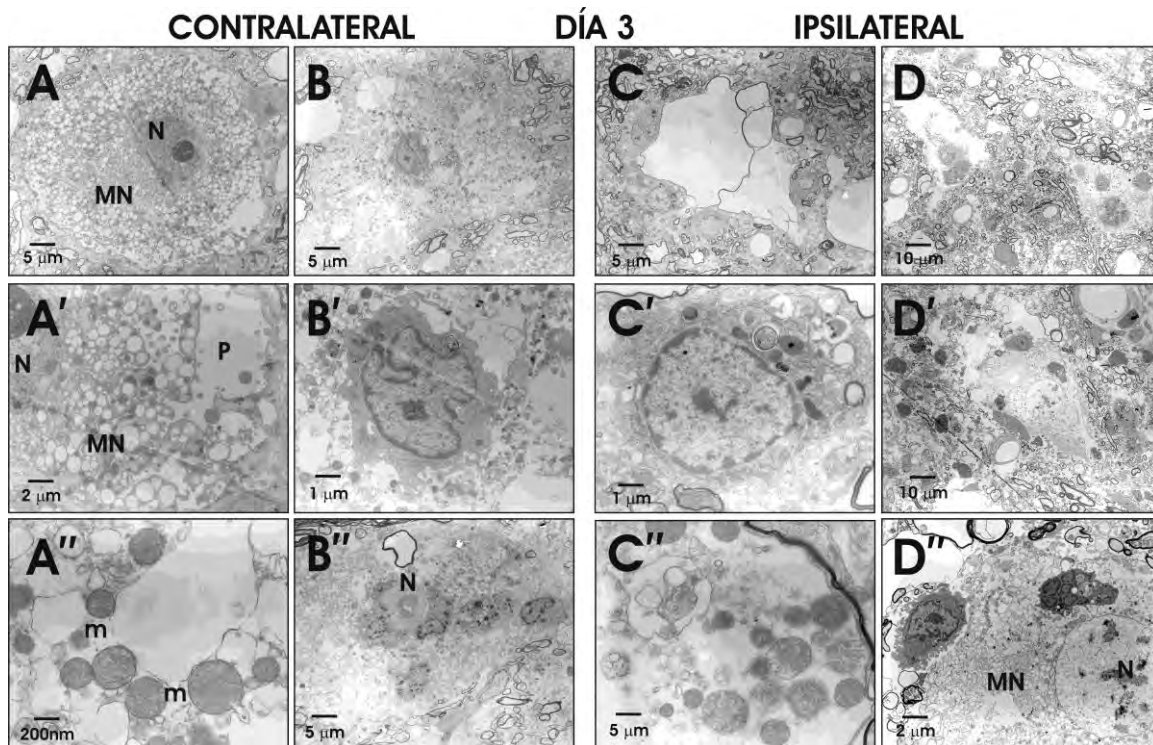 CONTRALATERAL DÍA 3 IPSILATERAL
A B C D
N
MN
5 μm 5 μm 5 μm 10 μm
A' B' C' D'
P
N
MN
2 μm 1 μm 1 μm 10 μm
A'' B'' C'' D''
N
m
m
MN N
200nm 5 μm 5 μm 2 μm